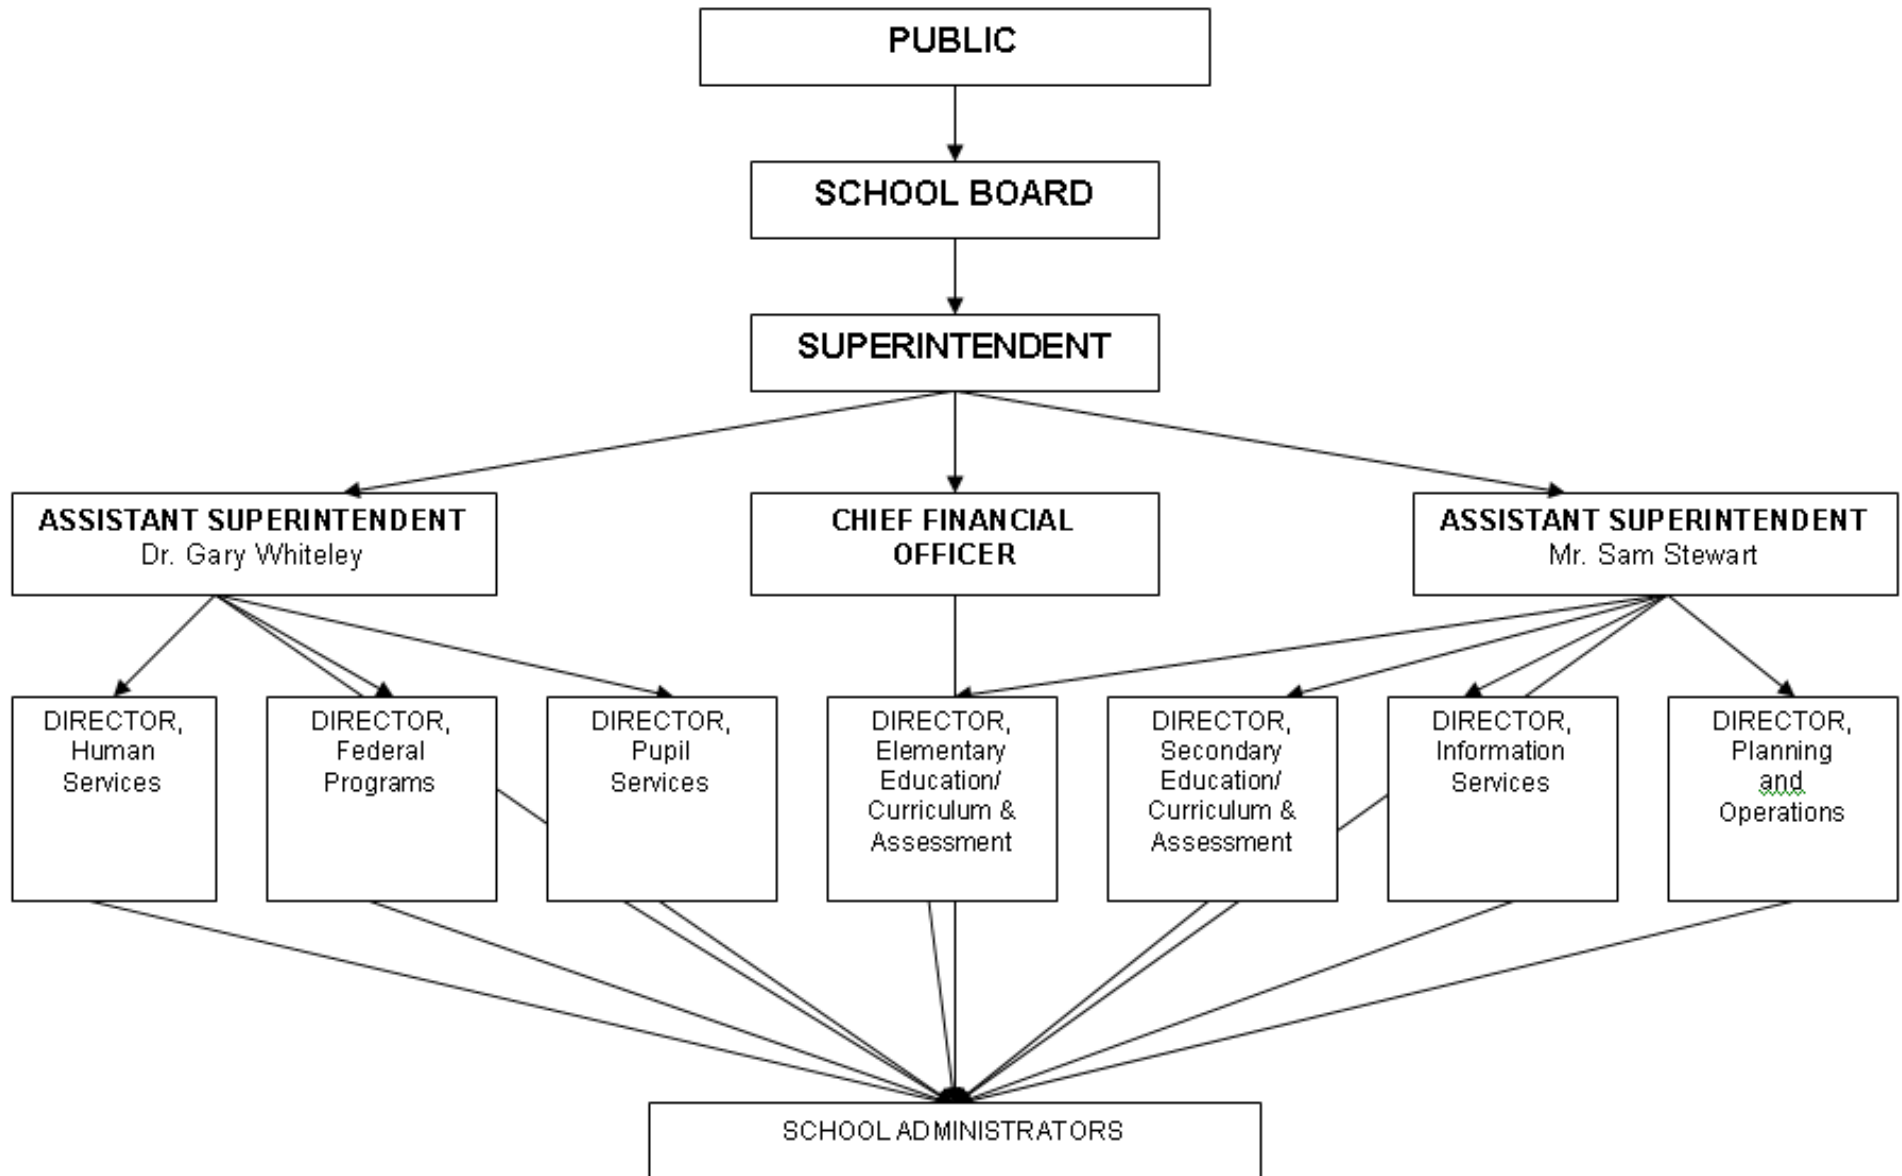 PUBLIC
SCHOOL BOARD
SUPERINTENDENT
ASSISTANT SUPERINTENDENT
Dr. Gary Whiteley
CHIEF FINANCIAL
OFFICER
ASSISTANT SUPERINTENDENT
Mr. Sam Stewart
DIRECTOR,
Human
Services
DIRECTOR,
Federal
Programs
DIRECTOR,
Pupil
Services
DIRECTOR,
Elementary
Education/
Curriculum &
Assessment
DIRECTOR,
Secondary
Education/
Curriculum &
Assessment
DIRECTOR,
Information
Services
DIRECTOR,
Planning
and
Operations
SCHOOL ADMINISTRATORS